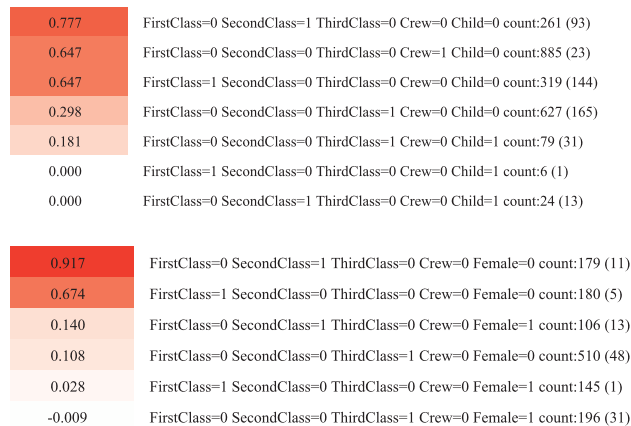 0.777 FirstClass=0 SecondClass=1 ThirdClass=0 Crew=0 Child=0 count:261 (93)
0.647 FirstClass=0 SecondClass=0 ThirdClass=0 Crew=1 Child=0 count:885 (23)
0.647 FirstClass=1 SecondClass=0 ThirdClass=0 Crew=0 Child=0 count:319 (144)
0.298 FirstClass=0 SecondClass=0 ThirdClass=1 Crew=0 Child=0 count:627 (165)
0.181 FirstClass=0 SecondClass=0 ThirdClass=1 Crew=0 Child=1 count:79 (31)
0.000 FirstClass=1 SecondClass=0 ThirdClass=0 Crew=0 Child=1 count:6 (1)
0.000 FirstClass=0 SecondClass=1 ThirdClass=0 Crew=0 Child=1 count:24 (13)
0.917 FirstClass=0 SecondClass=1 ThirdClass=0 Crew=0 Female=0 count:179 (11)
0.674 FirstClass=1 SecondClass=0 ThirdClass=0 Crew=0 Female=0 count:180 (5)
0.140 FirstClass=0 SecondClass=1 ThirdClass=0 Crew=0 Female=1 count:106 (13)
0.108 FirstClass=0 SecondClass=0 ThirdClass=1 Crew=0 Female=0 count:510 (48)
0.028 FirstClass=1 SecondClass=0 ThirdClass=0 Crew=0 Female=1 count:145 (1)
-0.009 FirstClass=0 SecondClass=0 ThirdClass=1 Crew=0 Female=1 count:196 (31)